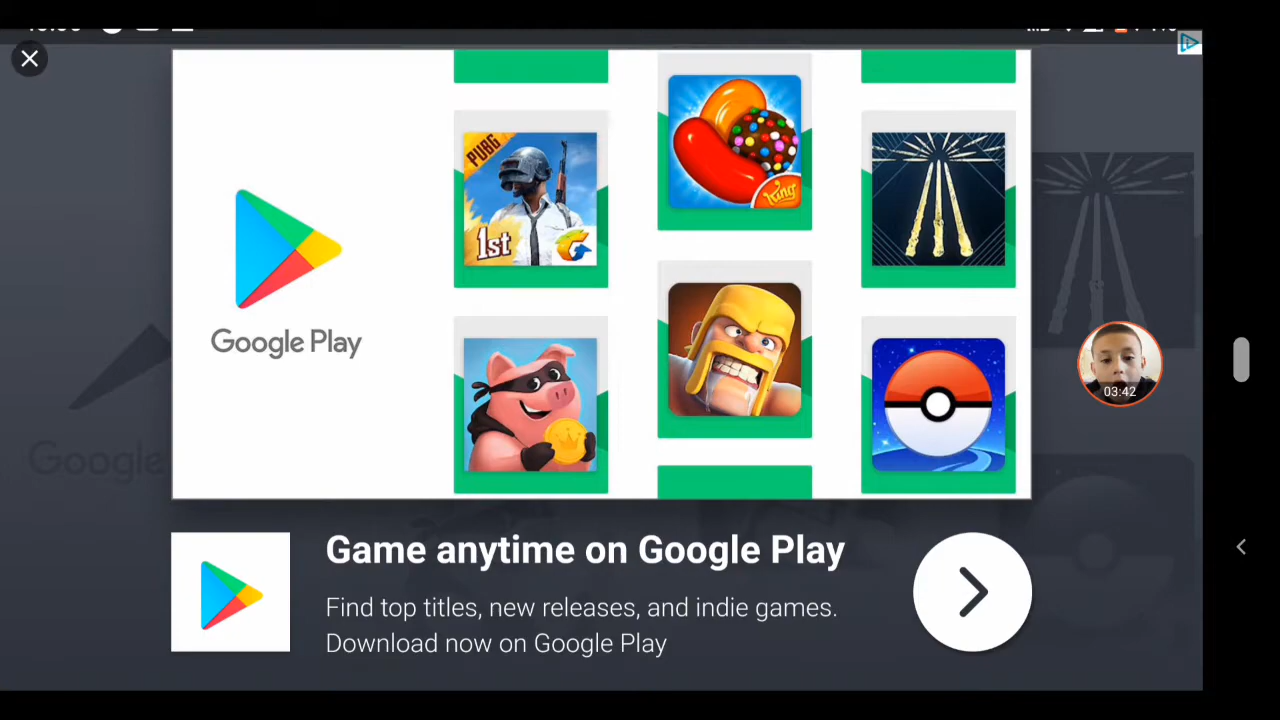 PUBG
1st
King
Google Play
03:42
Game anytime on Google Play
Find top titles, new releases, and indie games.
Download now on Google Play